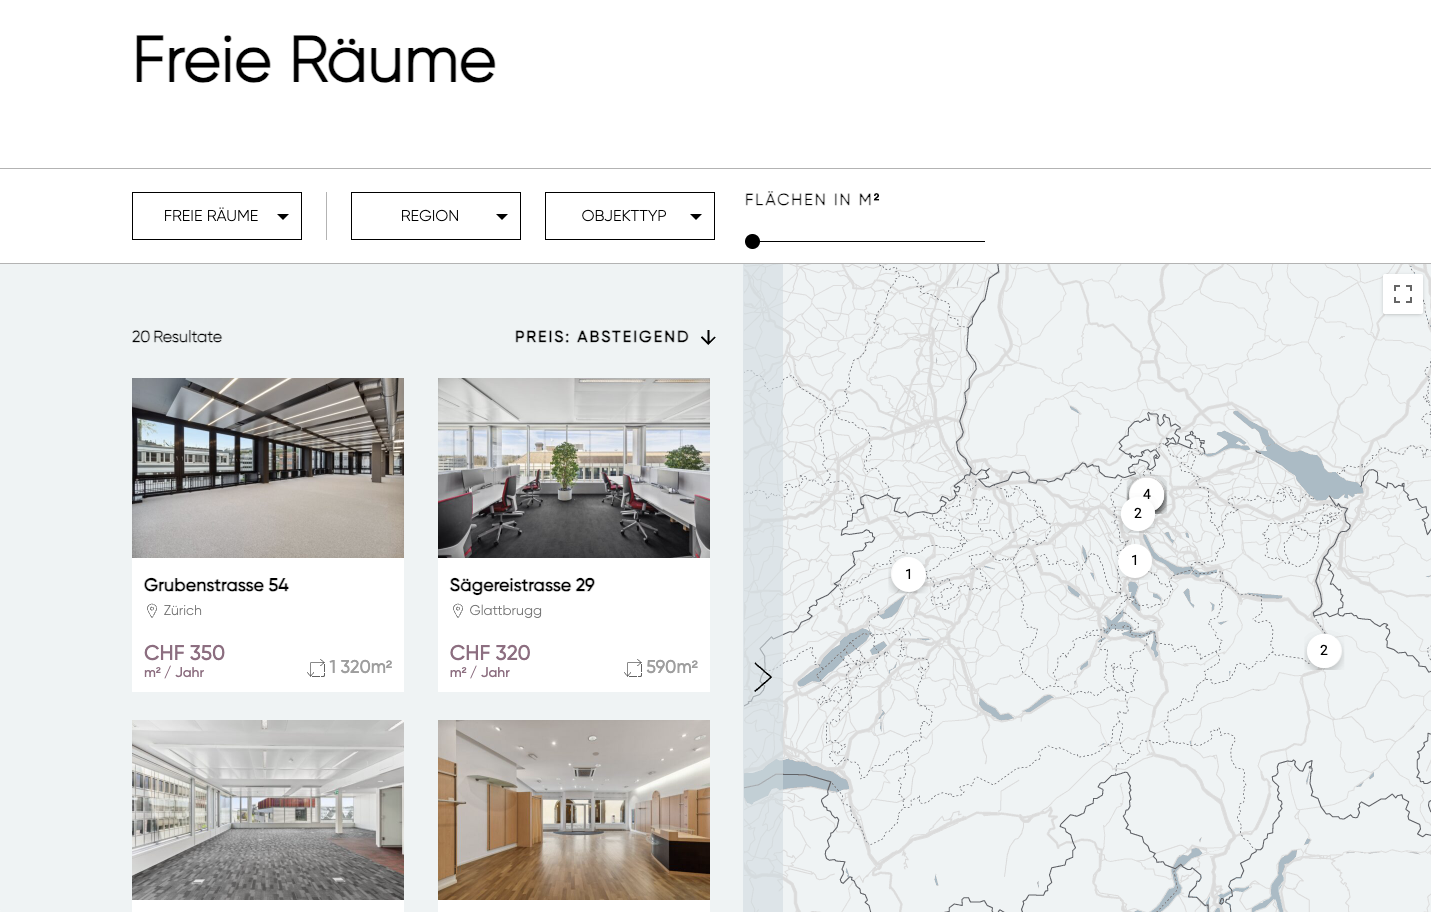 Freie Räume
FREIE RÄUME
REGION
OBJEKTTYP
FLÄCHEN IN M²
20 Resultate
PREIS: ABSTEIGEND
Grubenstrasse 54
Zürich
CHF 350
m² / Jahr
1 320m²
Sägereistrasse 29
Glattbrugg
CHF 320
m² / Jahr
590m²
4
2
1
1
2